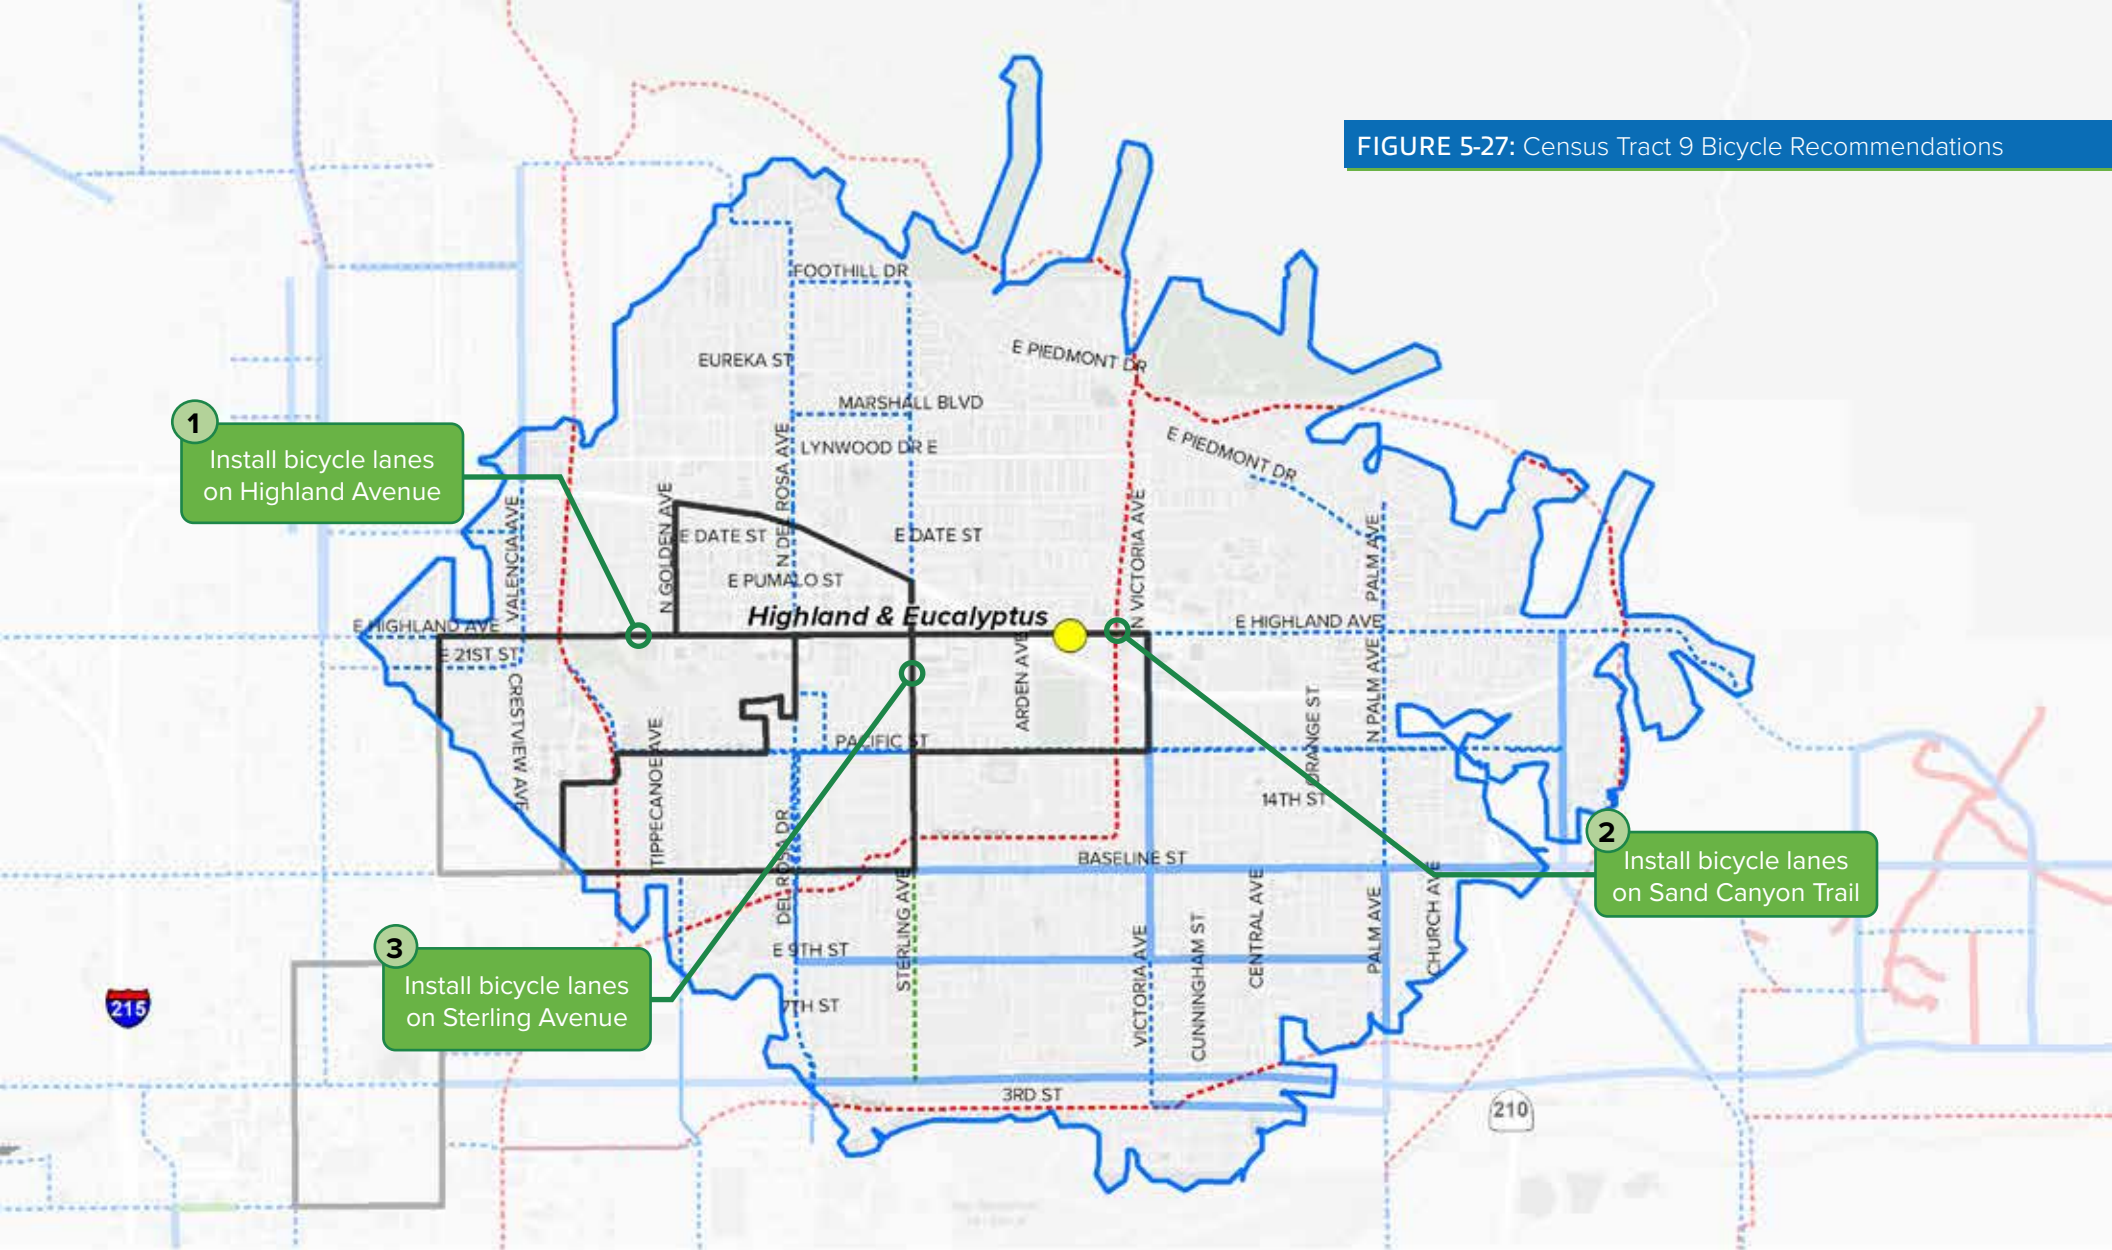 FIGURE 5-27: Census Tract 9 Bicycle Recommendations
FOOTHILL DR
EUREKA ST
E PIEDMONT DR
MARSHALL BLVD
LYNWOOD DR E
E PIEDMONT DR
1
Install bicycle lanes
on Highland Avenue
N GOLDEN AVE
N DEL ROSA AVE
VALENCIA AVE
N VICTORIA AVE
PALM AVE
E DATE ST
E DATE ST
E PUMALO ST
Highland & Eucalyptus
E HIGHLAND AVE
E HIGHLAND AVE
E 21ST ST
CRESTVIEW AVE
ARDEN AVE
N PALM AVE
ORANGE ST
TIPPECANOE AVE
PACIFIC ST
14TH ST
2
Install bicycle lanes
on Sand Canyon Trail
BASELINE ST
DEL ROSA DR
STERLING AVE
CENTRAL AVE
PALM AVE
CHURCH AVE
VICTORIA AVE
CUNNINGHAM ST
3
Install bicycle lanes
on Sterling Avenue
E 9TH ST
7TH ST
215
3RD ST
210